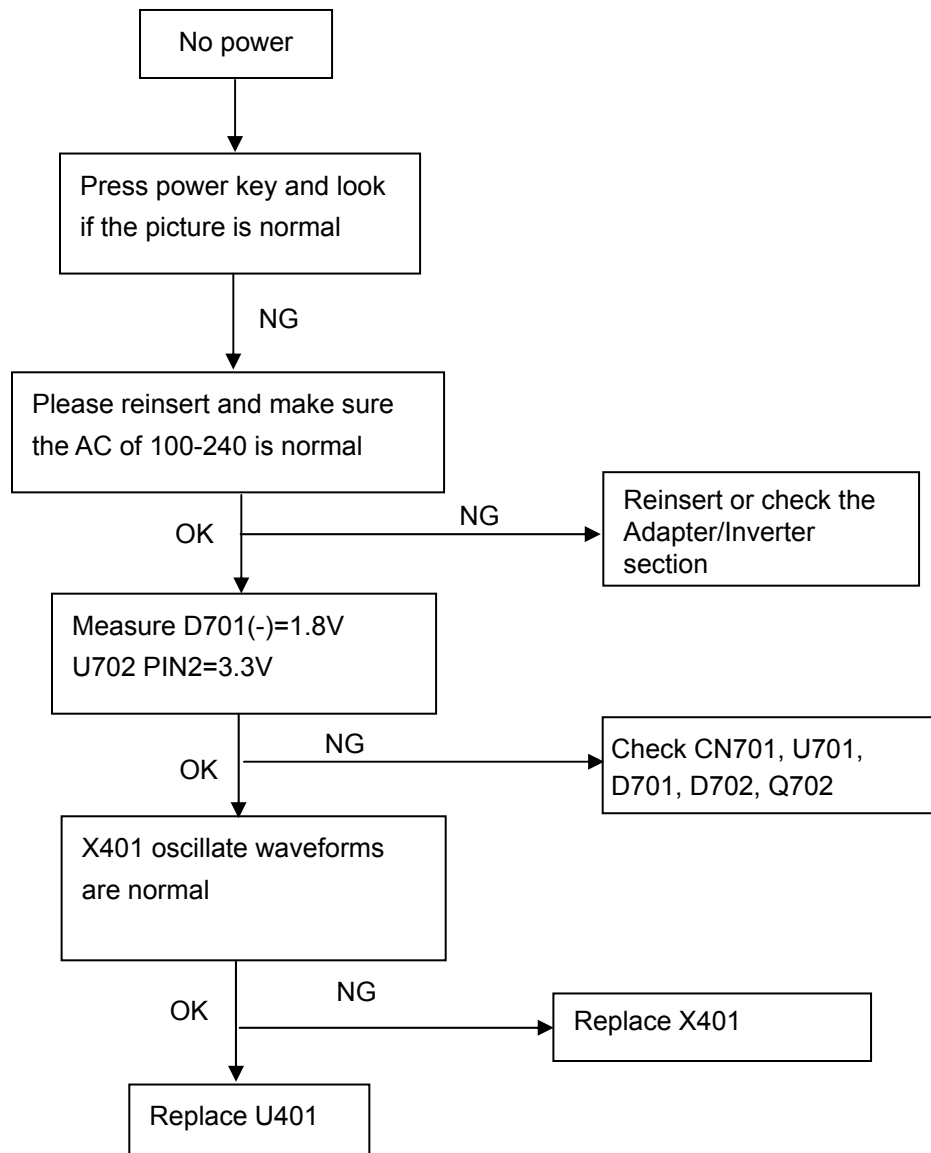 No power
Press power key and look
if the picture is normal
NG
Please reinsert and make sure
the AC of 100-240 is normal
NG
OK
Reinsert or check the
Adapter/Inverter
section
Measure D701(-)=1.8V
U702 PIN2=3.3V
NG
OK
Check CN701, U701,
D701, D702, Q702
X401 oscillate waveforms
are normal
NG
OK
Replace X401
Replace U401